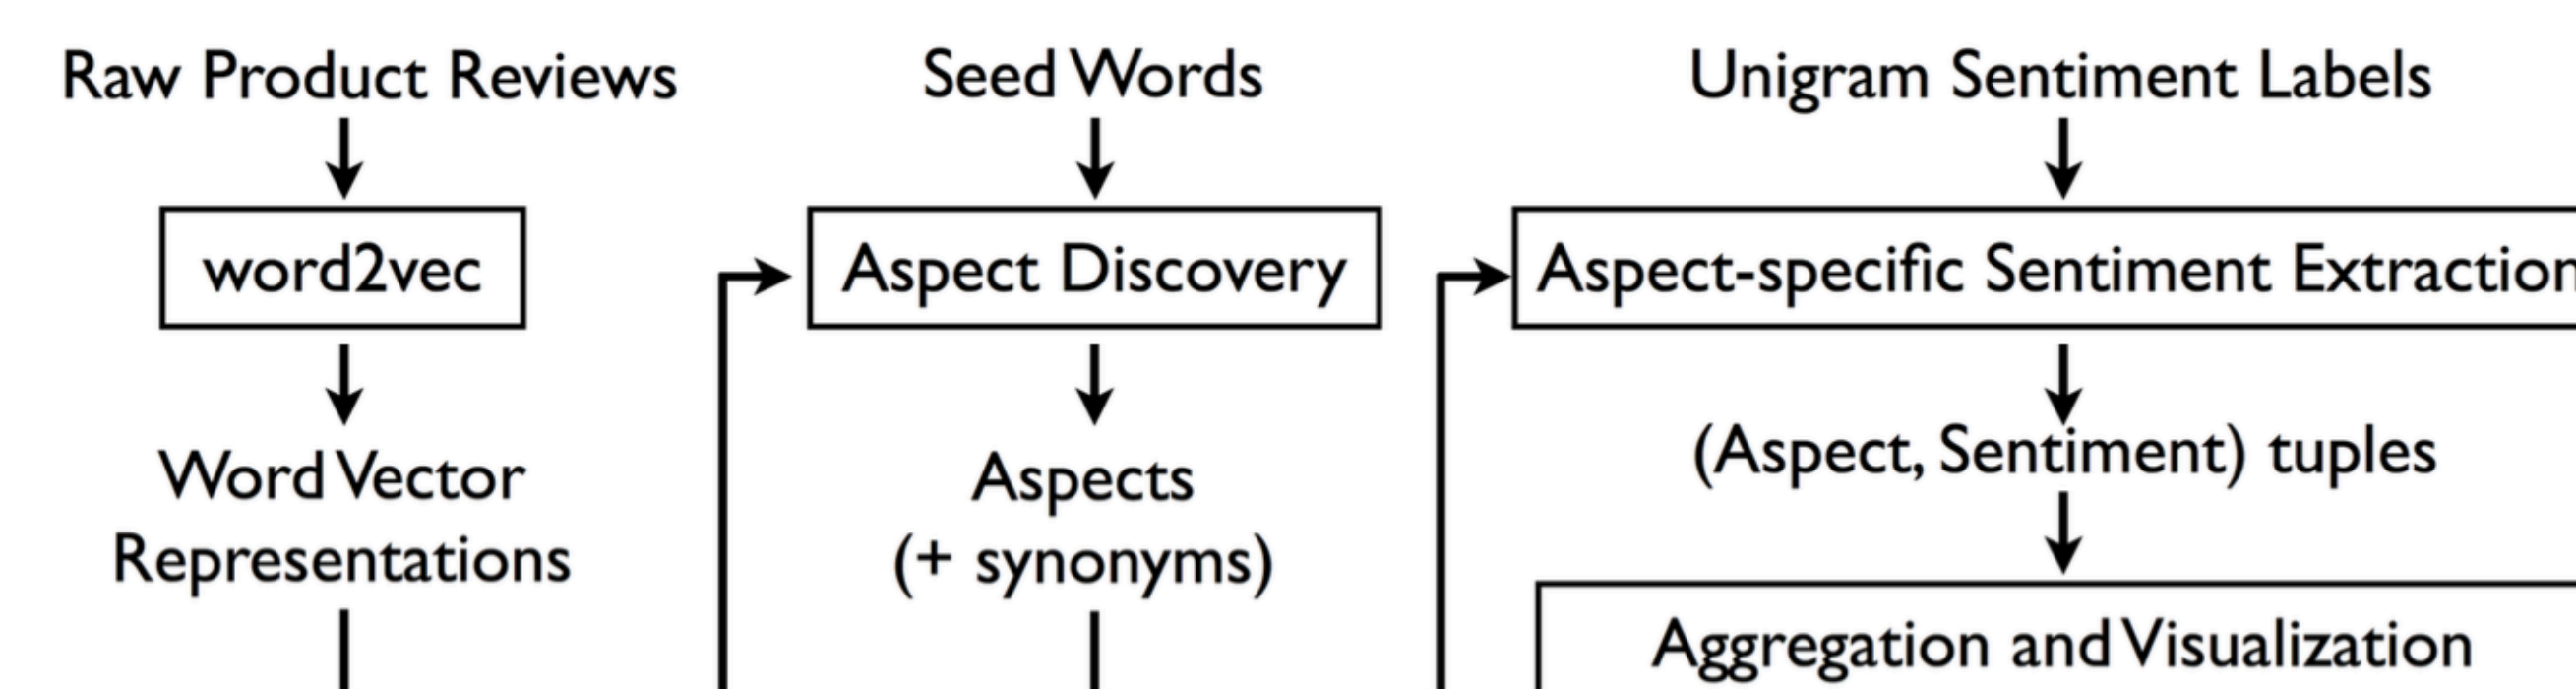 Raw Product Reviews
word2vec
Word Vector
Representations
Seed Words
Aspect Discovery
Aspects
(+ synonyms)
Unigram Sentiment Labels
Aspect-specific Sentiment Extraction
(Aspect, Sentiment) tuples
Aggregation and Visualization